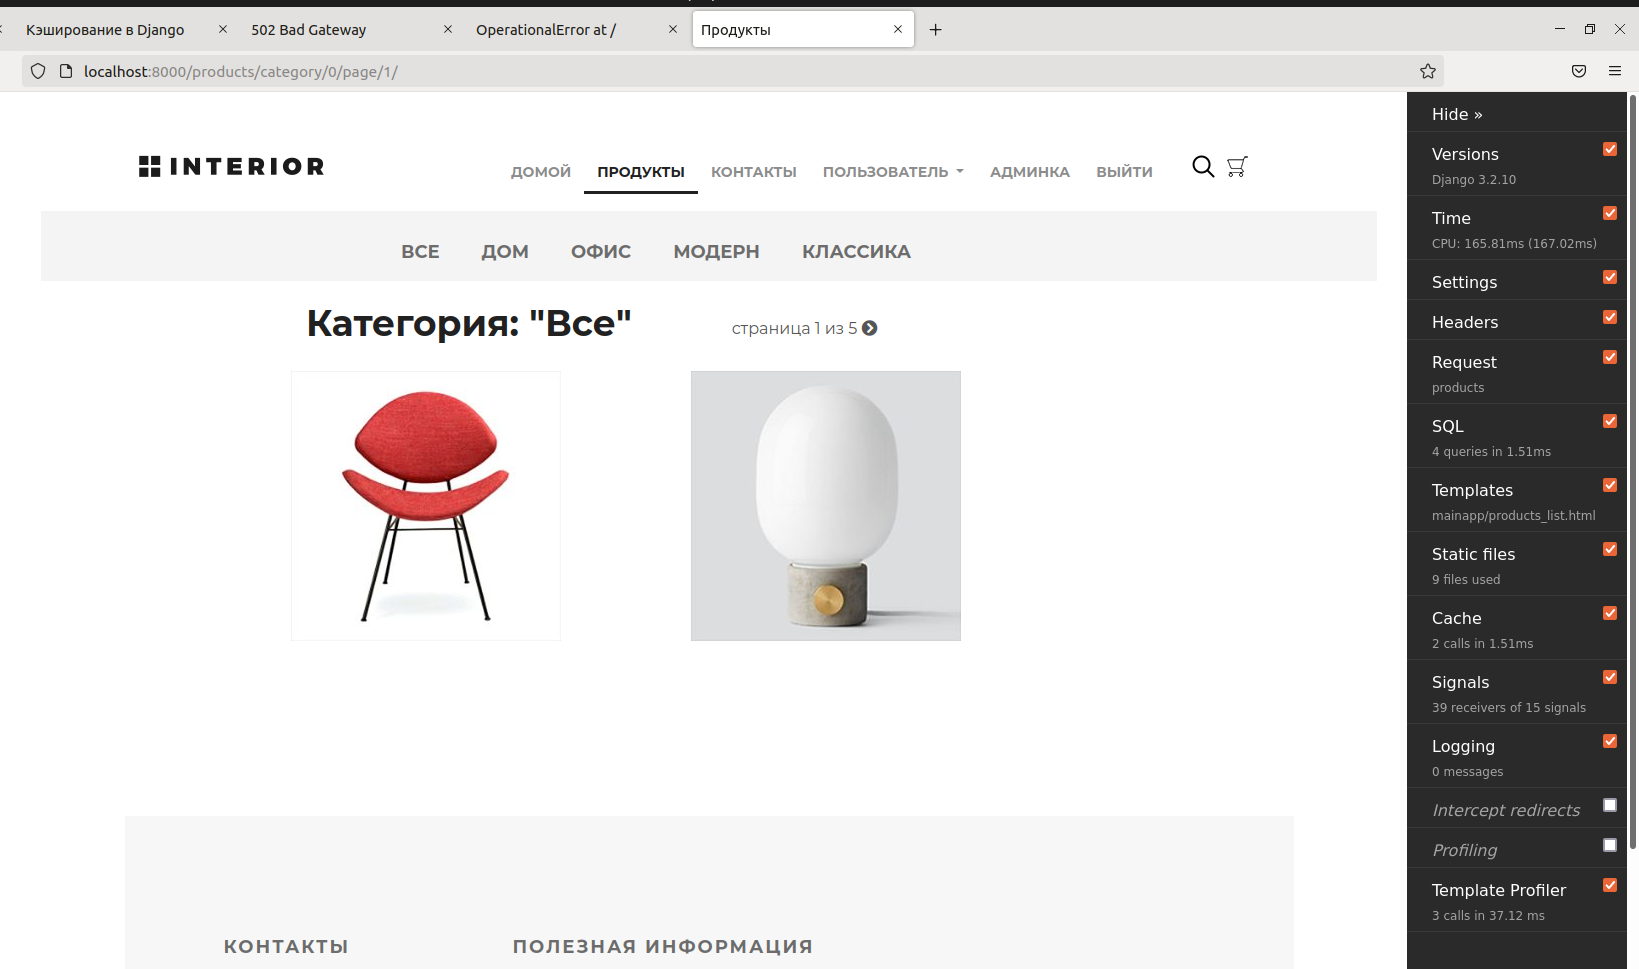 Кэширование в Django
502 Bad Gateway
OperationalError at /
Продукты
localhost:8000/products/category/0/page/1/
INTERIOR
ДОМОЙ ПРОДУКТЫ КОНТАКТЫ ПОЛЬЗОВАТЕЛЬ АДМИНКА ВЫЙТИ
ВСЕ ДОМ ОФИС МОДЕРН КЛАССИКА
Категория: "Все"
страница 1 из 5
КОНТАКТЫ
ПОЛЕЗНАЯ ИНФОРМАЦИЯ
Hide »
Versions
Django 3.2.10
Time
CPU: 165.81ms (167.02ms)
Settings
Headers
Request
products
SQL
4 queries in 1.51ms
Templates
mainapp/products_list.html
Static files
9 files used
Cache
2 calls in 1.51ms
Signals
39 receivers of 15 signals
Logging
0 messages
Intercept redirects
Profiling
Template Profiler
3 calls in 37.12 ms